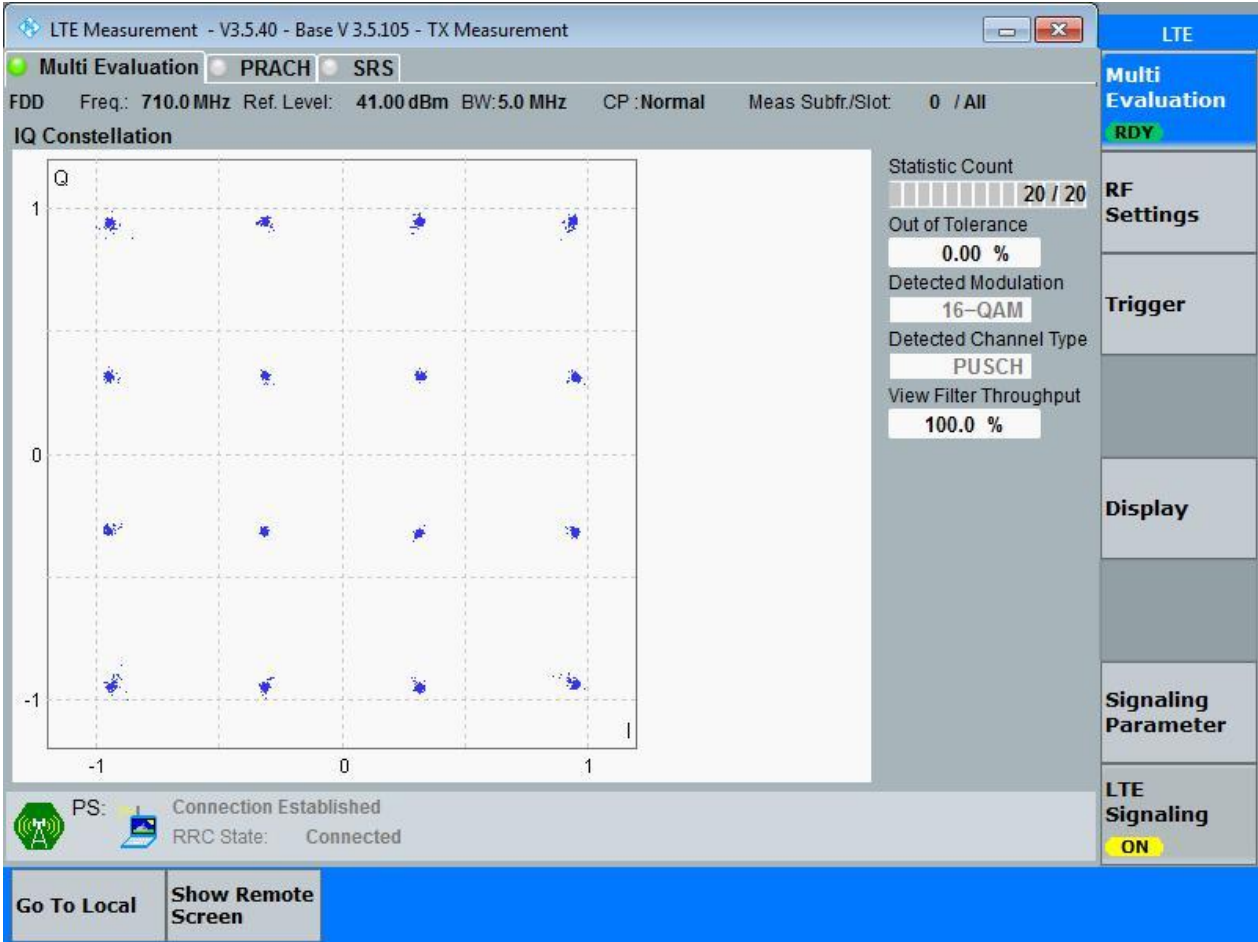 LTE Measurement - V3.5.40 - Base V 3.5.105 - TX Measurement
LTE
Multi Evaluation PRACH SRS
Multi
Evaluation
RDY
FDD Freq.: 710.0 MHz Ref. Level: 41.00 dBm BW: 5.0 MHz CP : Normal Meas Subfr./Slot: 0 / All
IQ Constellation
Q
1
0
-1
I
-1 0 1
Statistic Count
20 / 20
Out of Tolerance
0.00 %
Detected Modulation
16-QAM
Detected Channel Type
PUSCH
View Filter Throughput
100.0 %
RF
Settings
Trigger
Display
Signaling
Parameter
LTE
Signaling
ON
PS: Connection Established
RRC State: Connected
Go To Local
Show Remote
Screen